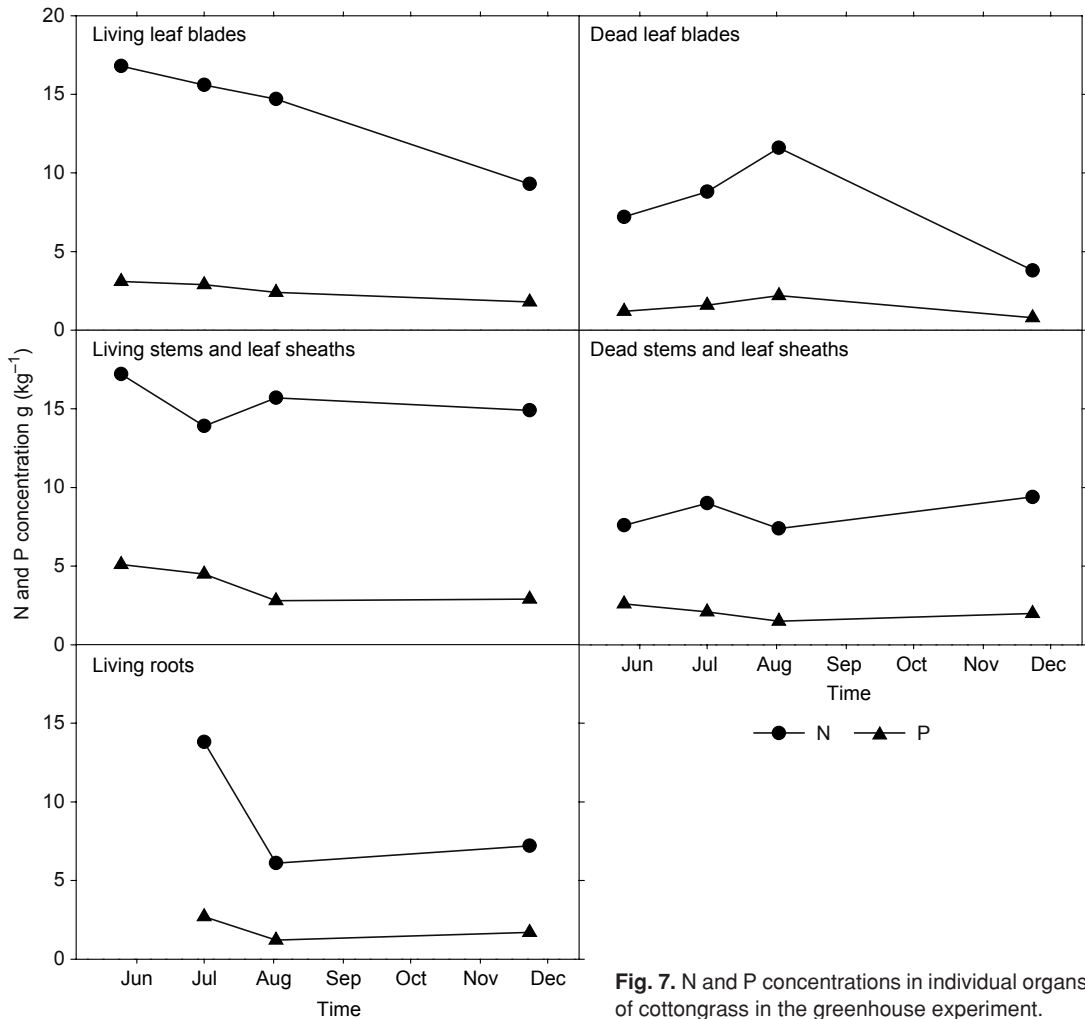 20
Living leaf blades
Dead leaf blades
15
10
5
0
Living stems and leaf sheaths
Dead stems and leaf sheaths
15
10
5
0
N and P concentration g (kg⁻¹)
Jun Jul Aug Sep Oct Nov Dec
Time
N P
Living roots
15
10
5
0
Jun Jul Aug Sep Oct Nov Dec
Time
Fig. 7. N and P concentrations in individual organs
of cottongrass in the greenhouse experiment.